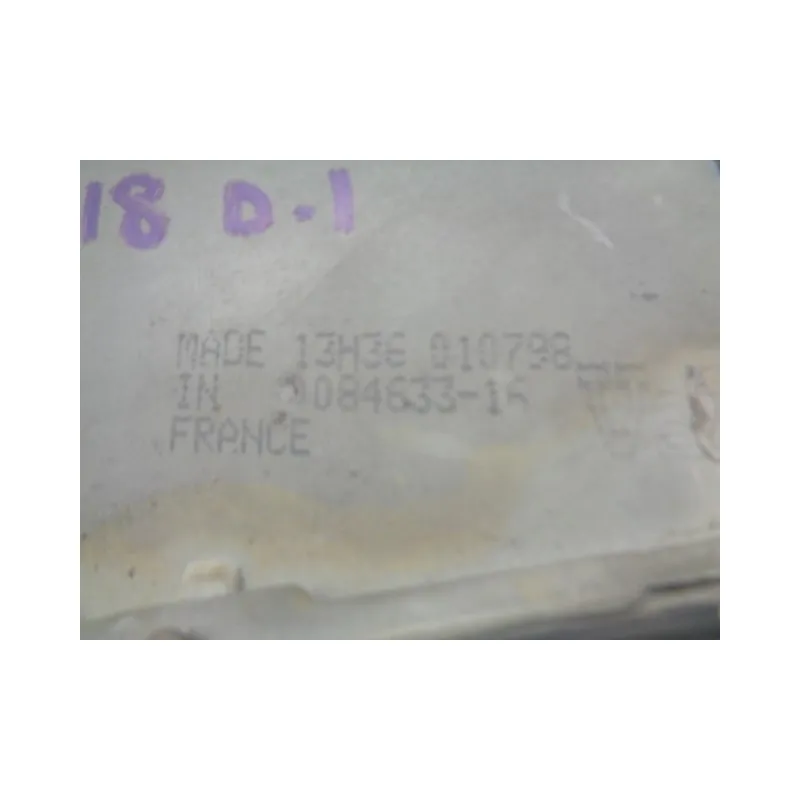 18 D-1
MADE 13H36 010798
IN 0084633-16
FRANCE